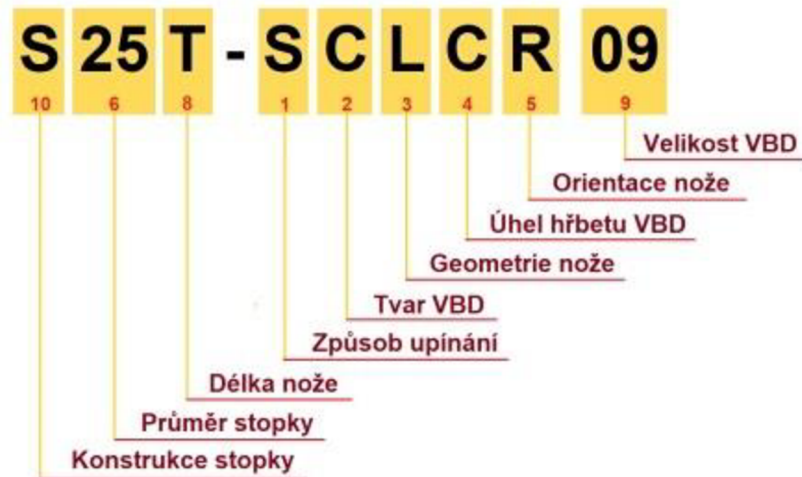 S 25 T - S C L C R 09
10 6 8 1 2 3 4 5 9
Velikost VBD
Orientace nože
Úhel hřbetu VBD
Geometrie nože
Tvar VBD
Způsob upínání
Délka nože
Průměr stopky
Konstrukce stopky